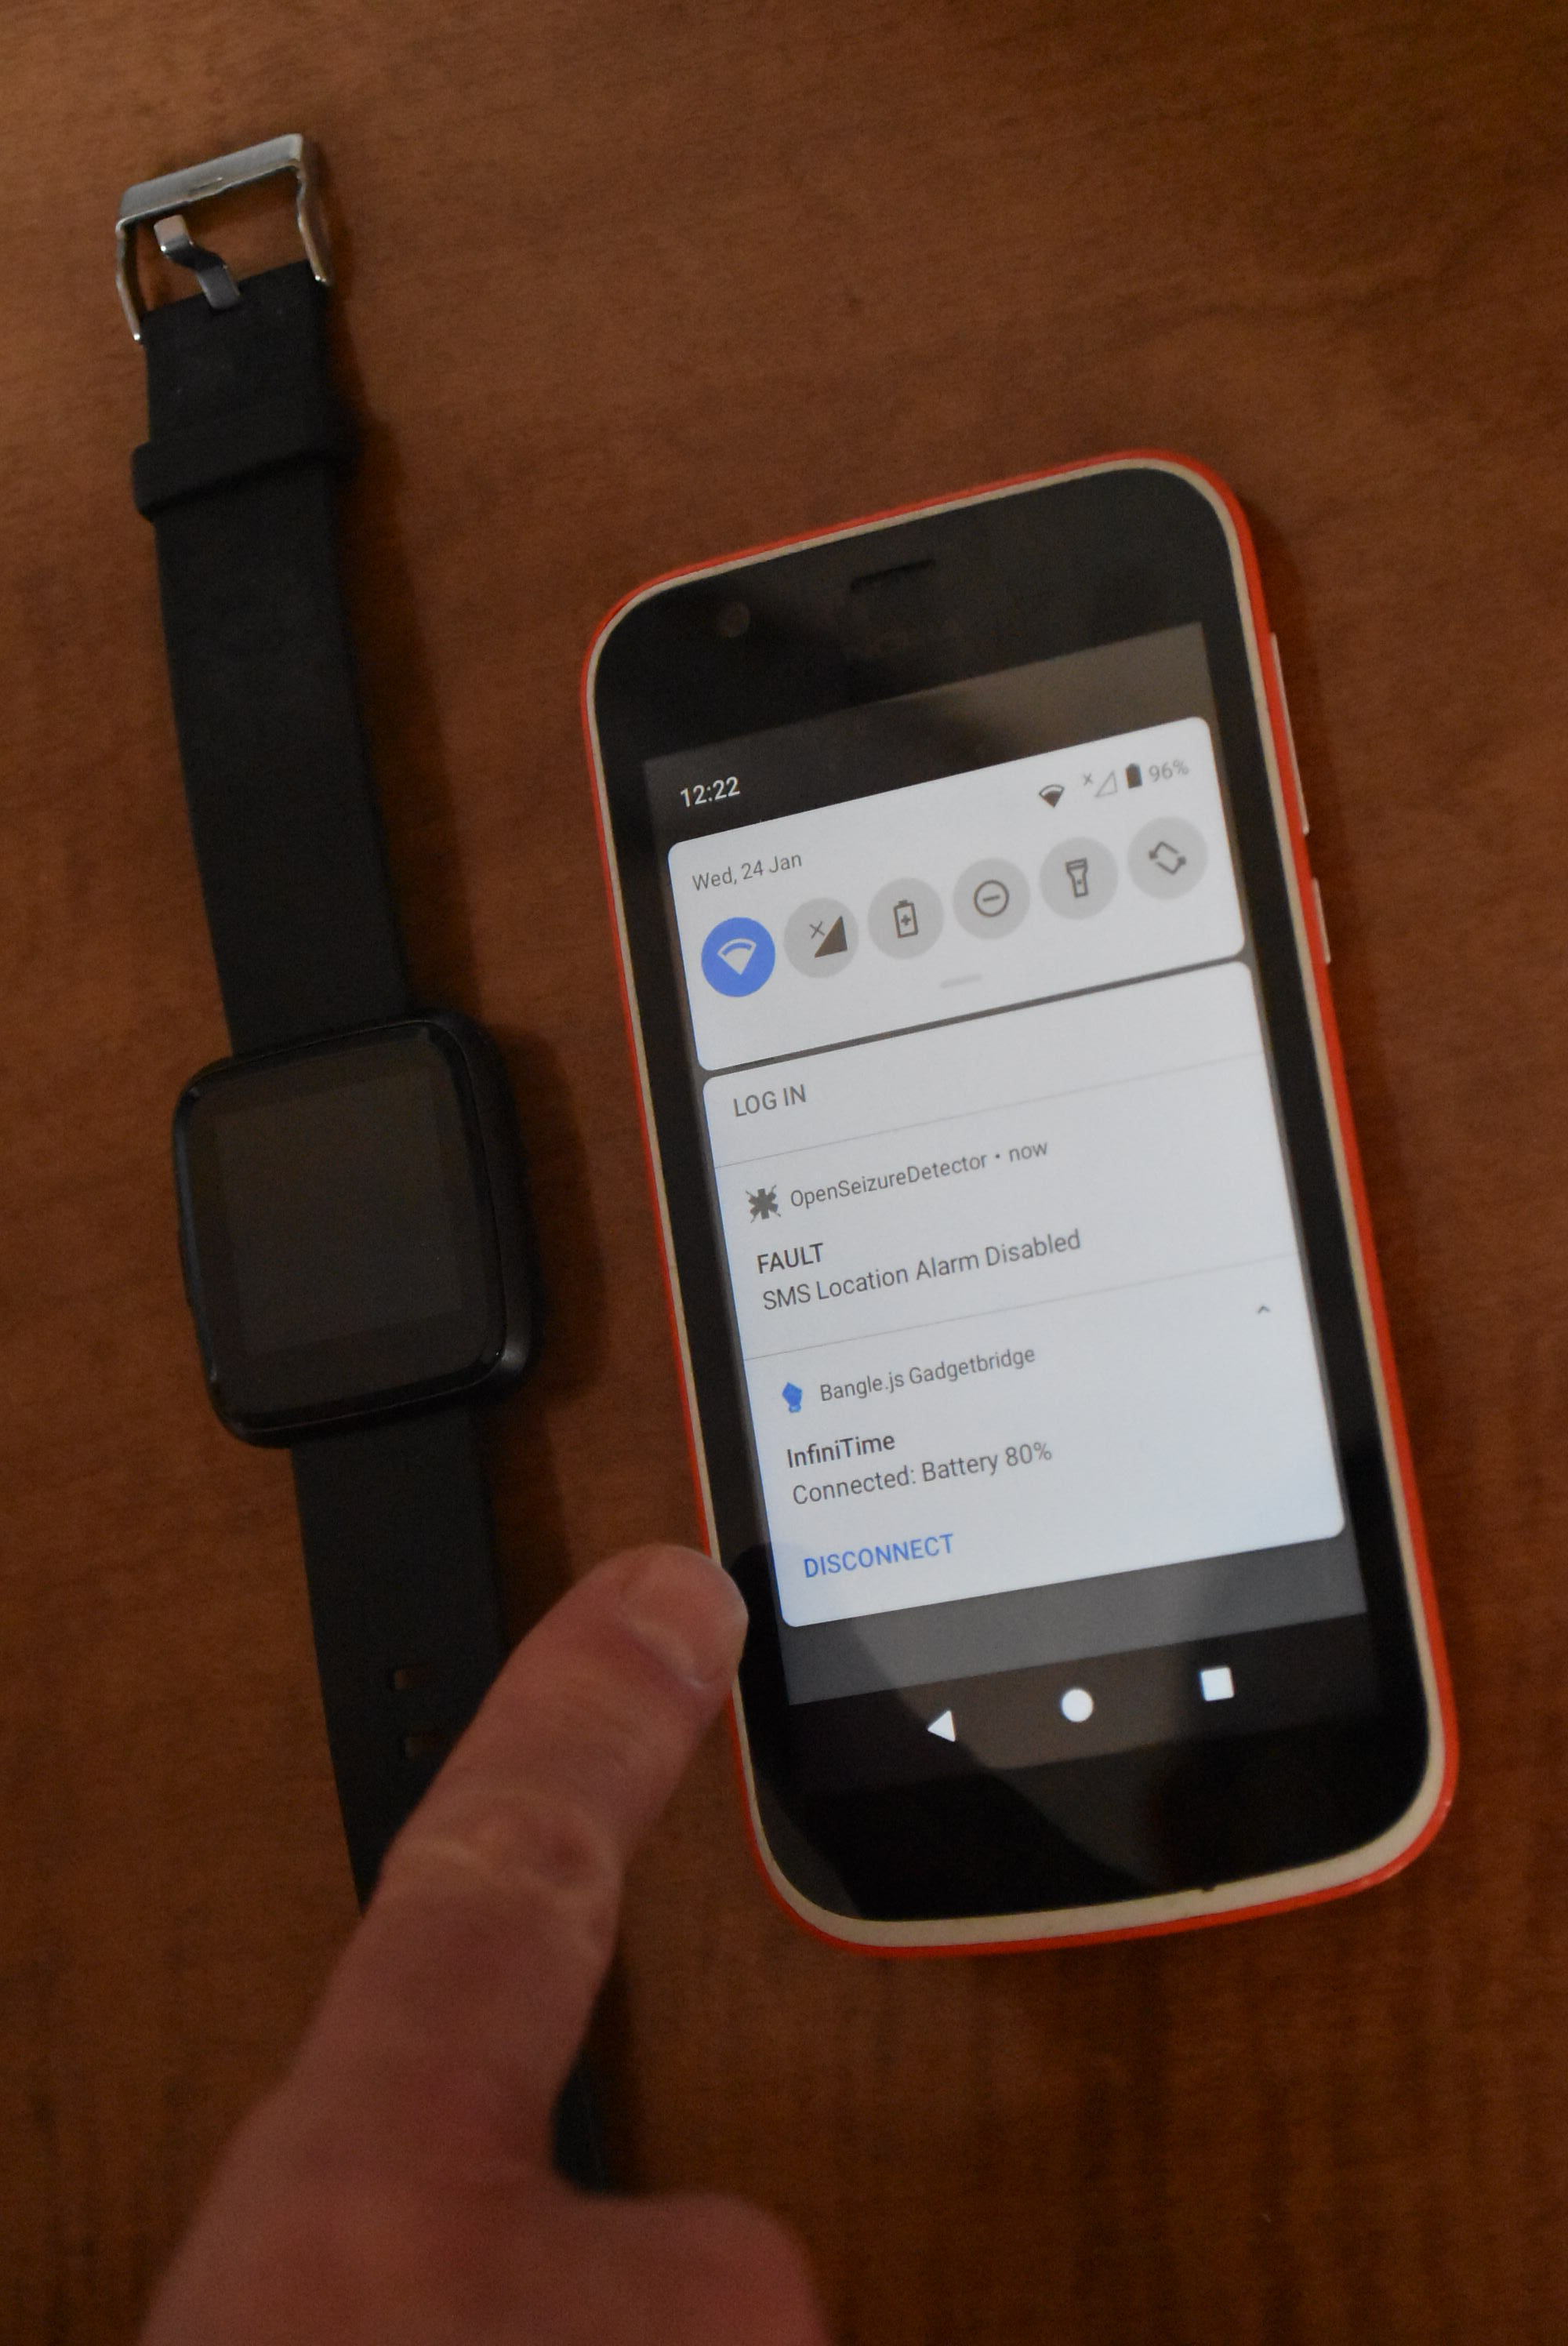 12:22
96%
Wed, 24 Jan
LOG IN
OpenSeizureDetector • now
FAULT
SMS Location Alarm Disabled
Bangle.js Gadgetbridge
InfiniTime
Connected: Battery 80%
DISCONNECT